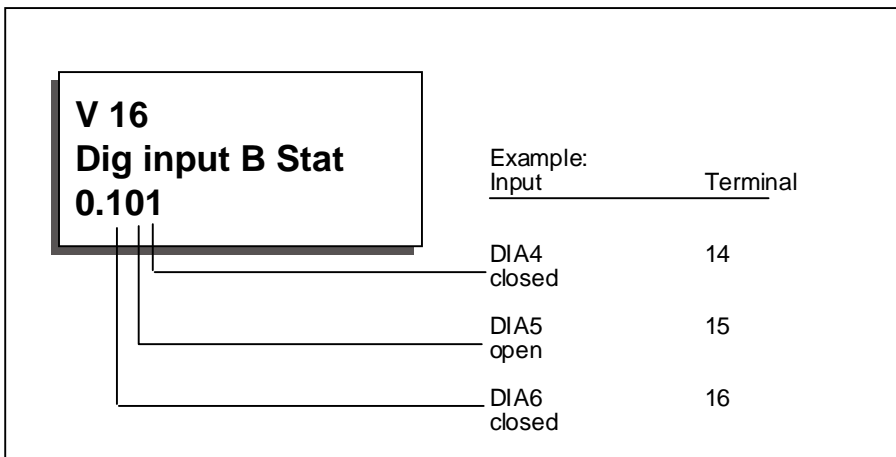 V 16
Dig input B Stat
0.101
Example:
Input Terminal
DIA4 14
closed
DIA5 15
open
DIA6 16
closed